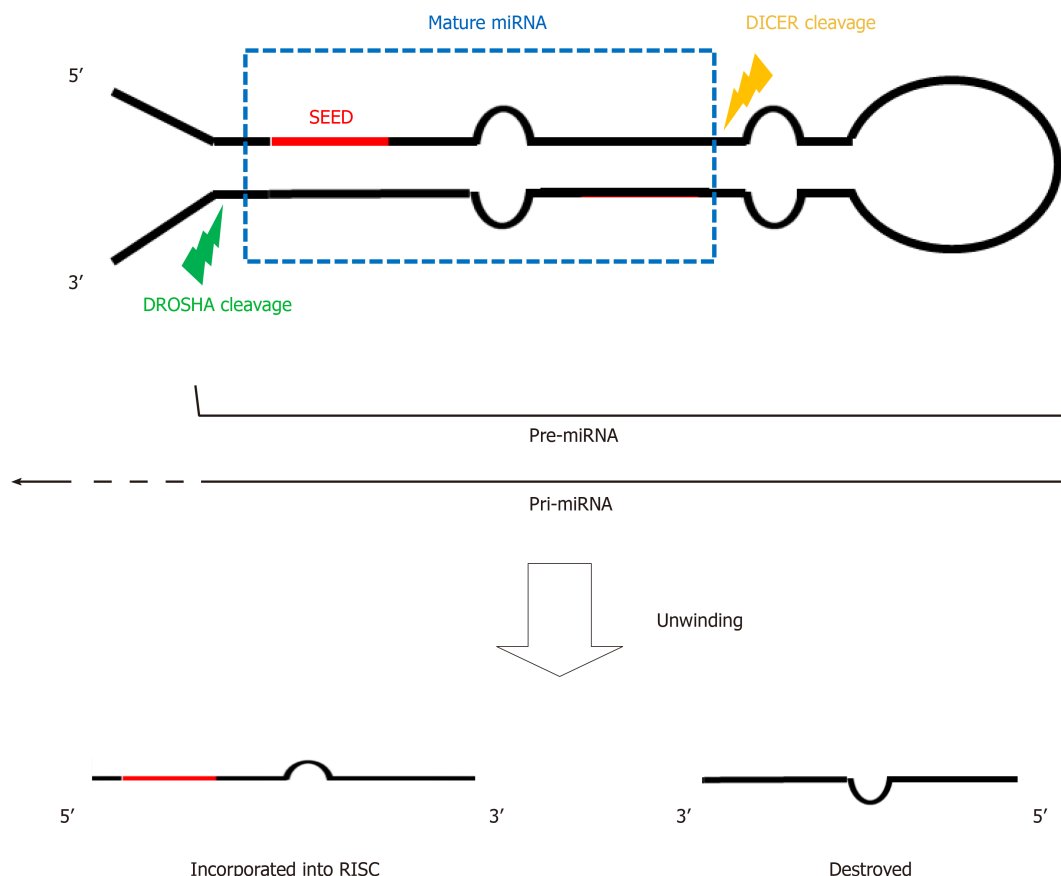 Mature miRNA
DICER cleavage
5′
SEED
3′
DROSHA cleavage
Pre-miRNA
Pri-miRNA
Unwinding
5′
3′
3′
5′
Incorporated into RISC
Destroyed